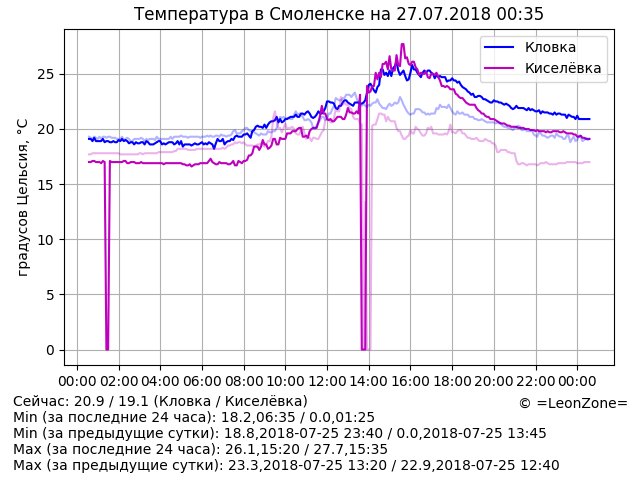 Температура в Смоленске на 27.07.2018 00:35
Кловка
Киселёвка
градусов Цельсия, °C
25
20
15
10
5
0
00:00 02:00 04:00 06:00 08:00 10:00 12:00 14:00 16:00 18:00 20:00 22:00 00:00
Сейчас: 20.9 / 19.1 (Кловка / Киселёвка)
© =LeonZone=
Min (за последние 24 часа): 18.2,06:35 / 0.0,01:25
Min (за предыдущие сутки): 18.8,2018-07-25 23:40 / 0.0,2018-07-25 13:45
Max (за последние 24 часа): 26.1,15:20 / 27.7,15:35
Max (за предыдущие сутки): 23.3,2018-07-25 13:20 / 22.9,2018-07-25 12:40